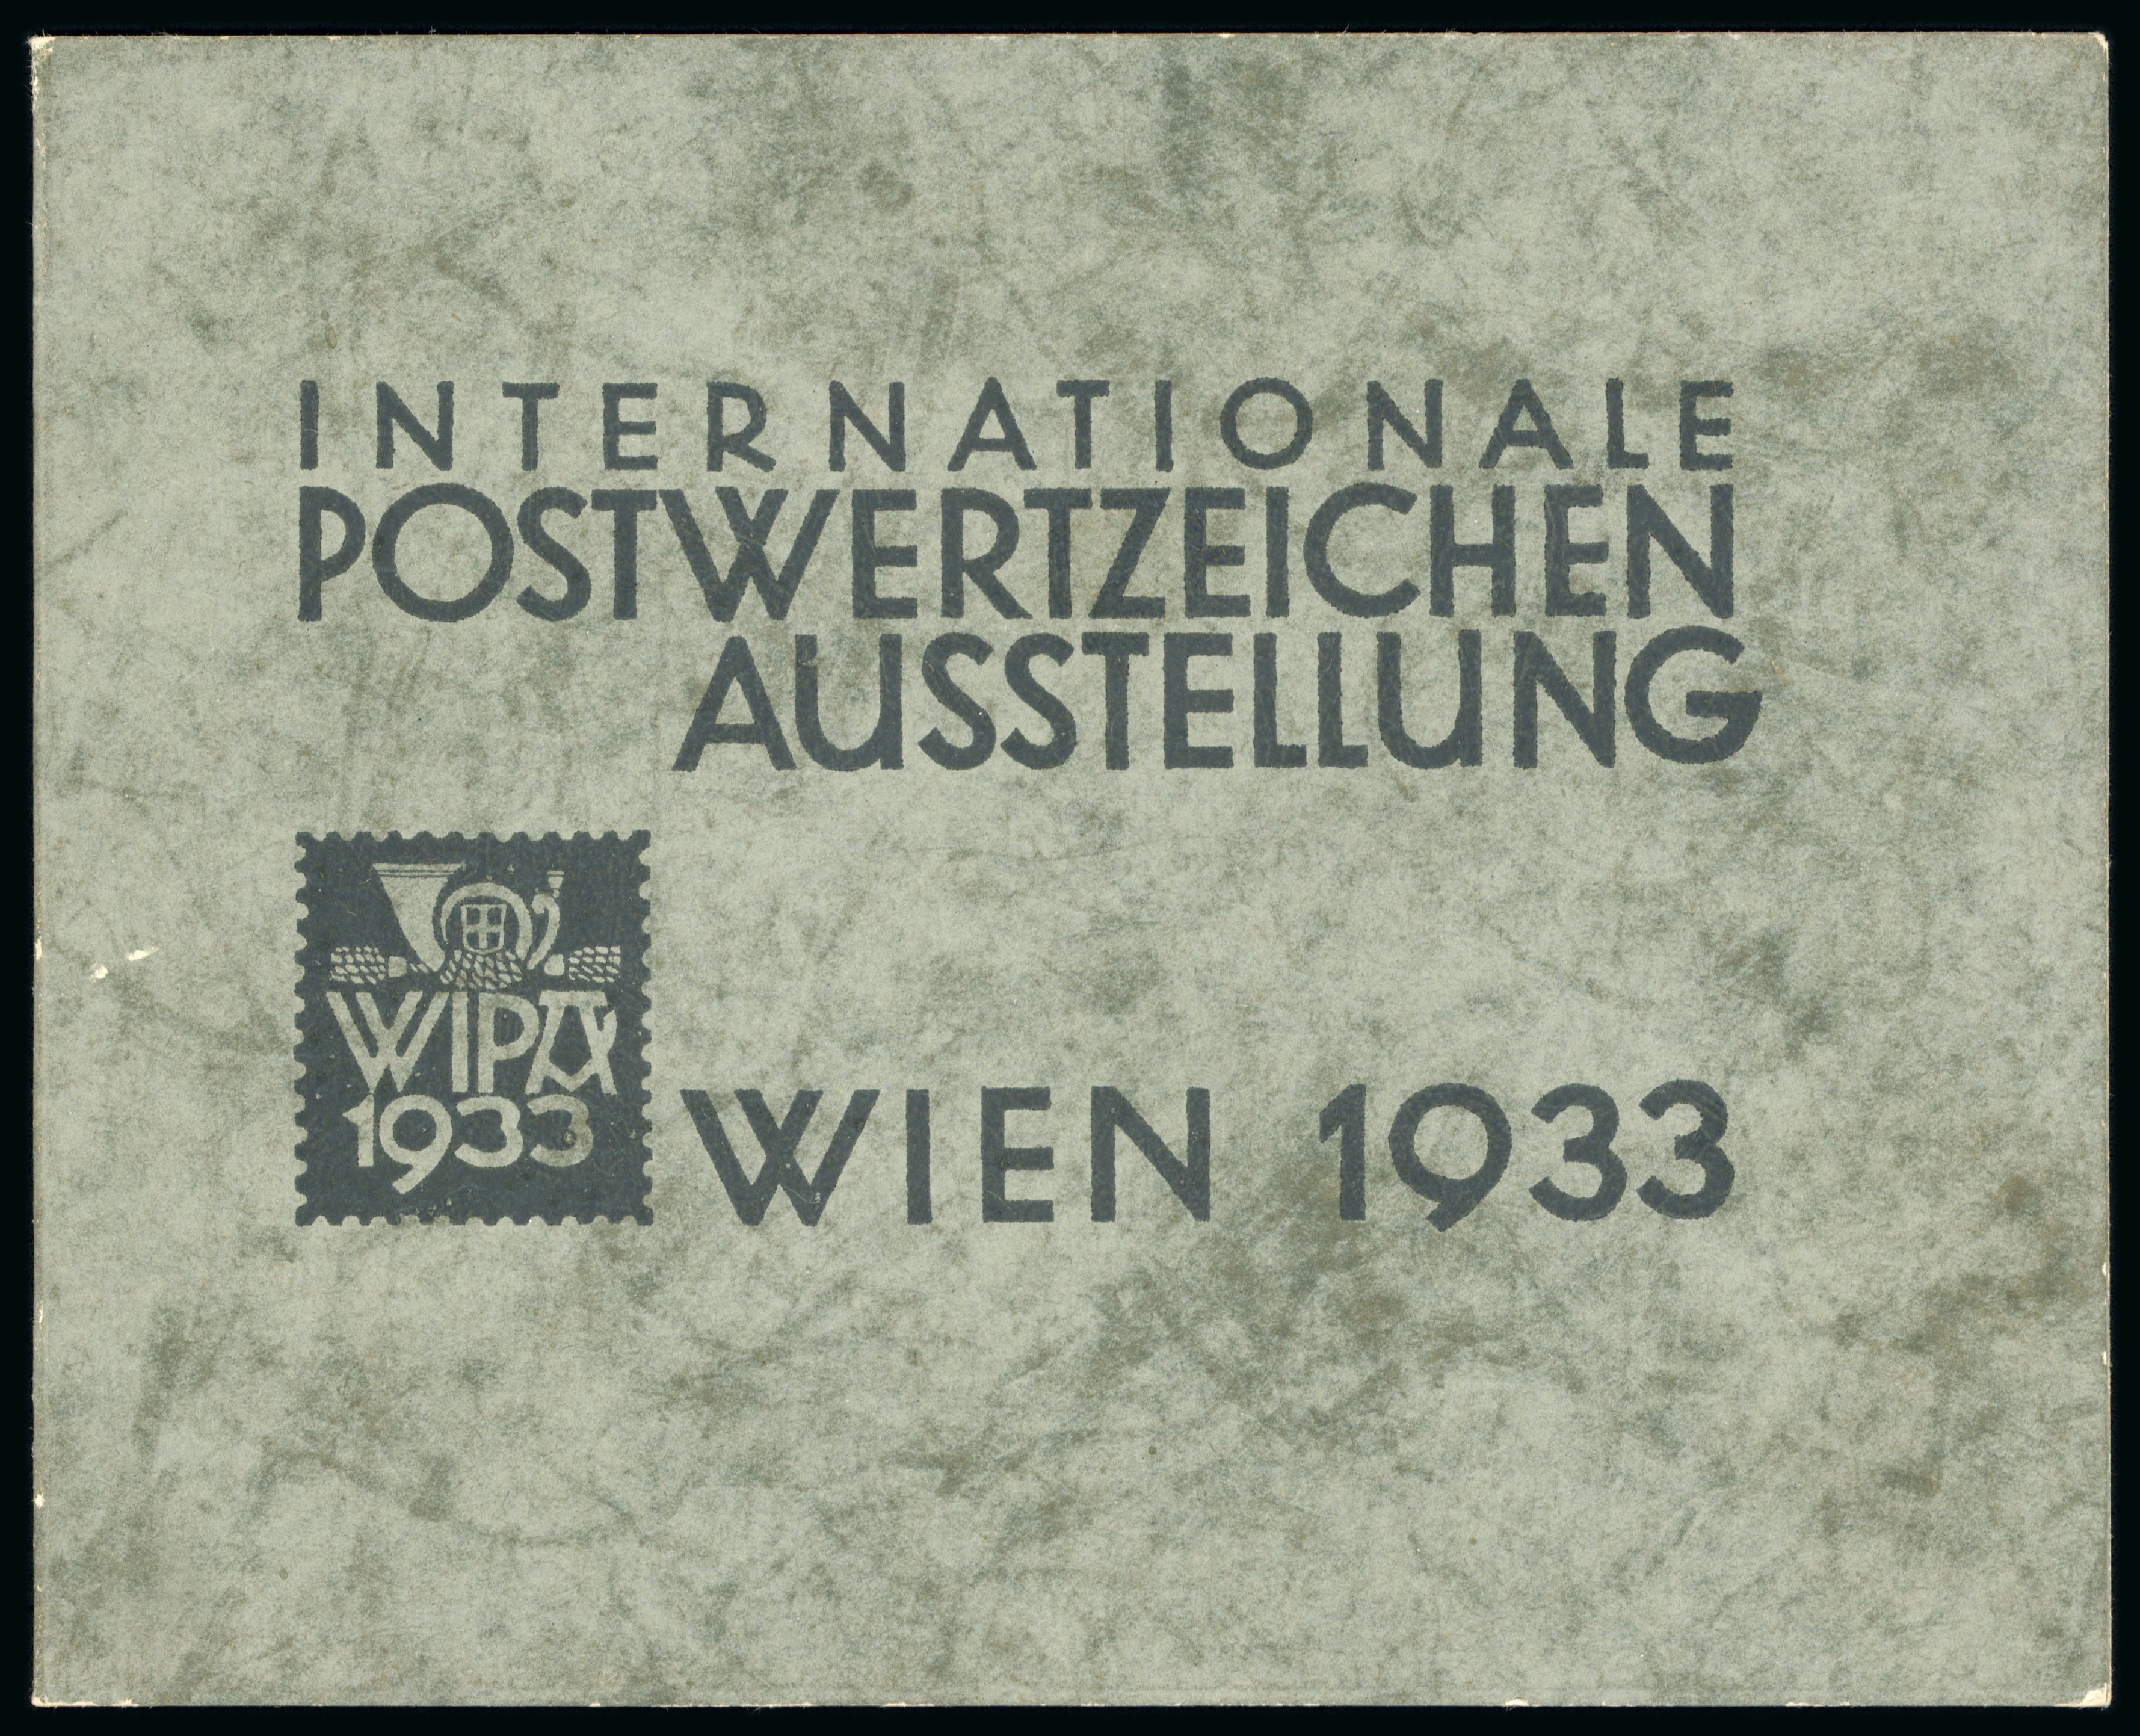 INTERNATIONALE
POSTWERTZEICHEN
AUSSTELLUNG
WIPA
1933
WIEN 1933